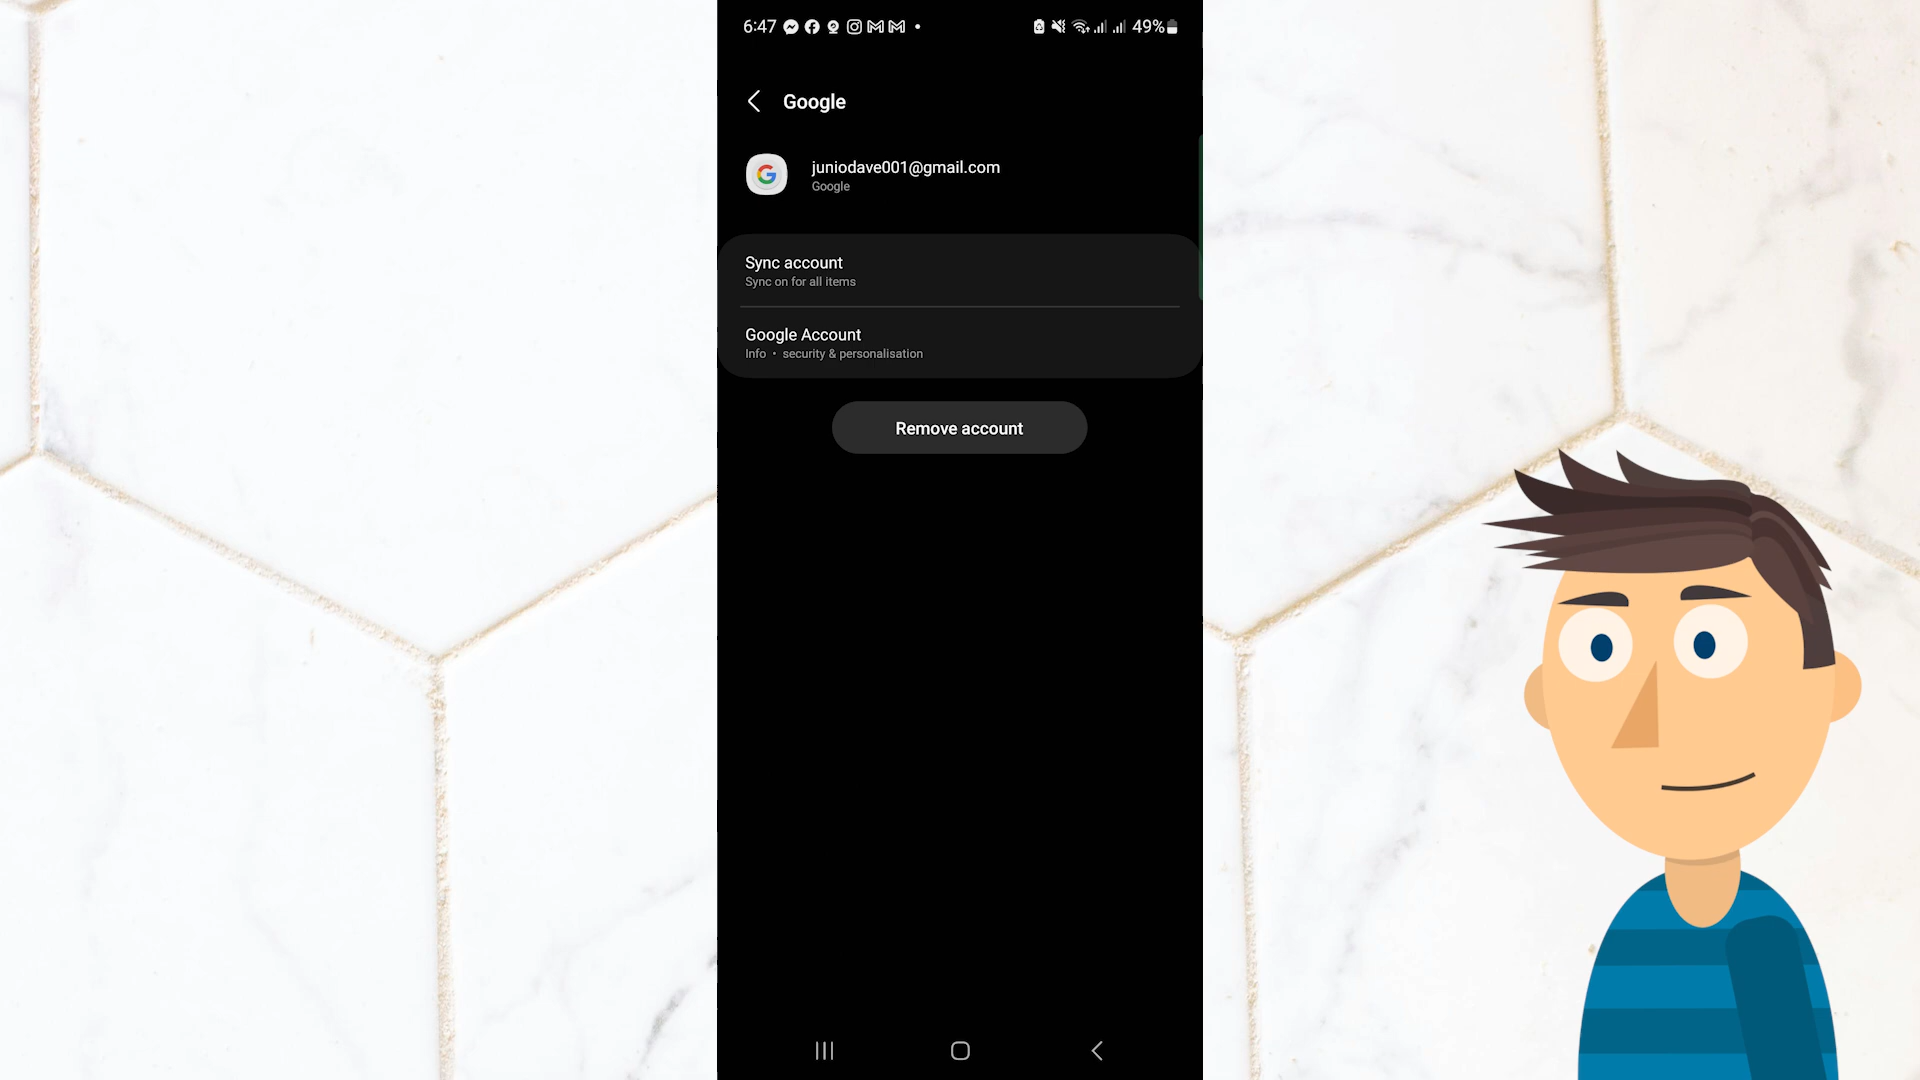 6:47 49%
Google
juniodave001@gmail.com
Google
Sync account
Sync on for all items
Google Account
Info • security & personalisation
Remove account